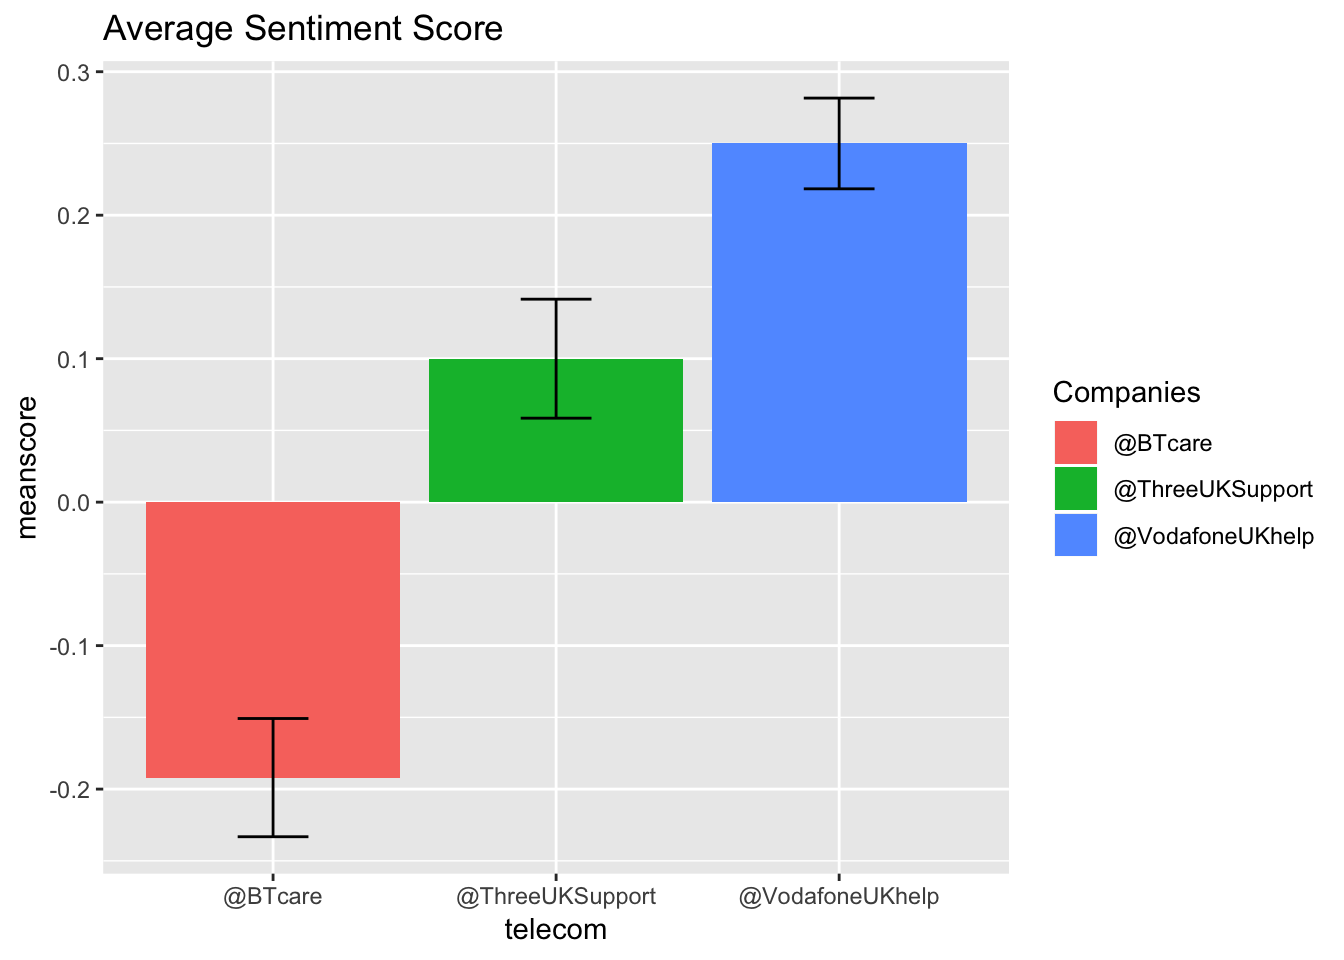 Average Sentiment Score
0.3
0.2
0.1
0.0
-0.1
-0.2
meanscore
@BTcare
@ThreeUKSupport
@VodafoneUKhelp
telecom
Companies
@BTcare
@ThreeUKSupport
@VodafoneUKhelp